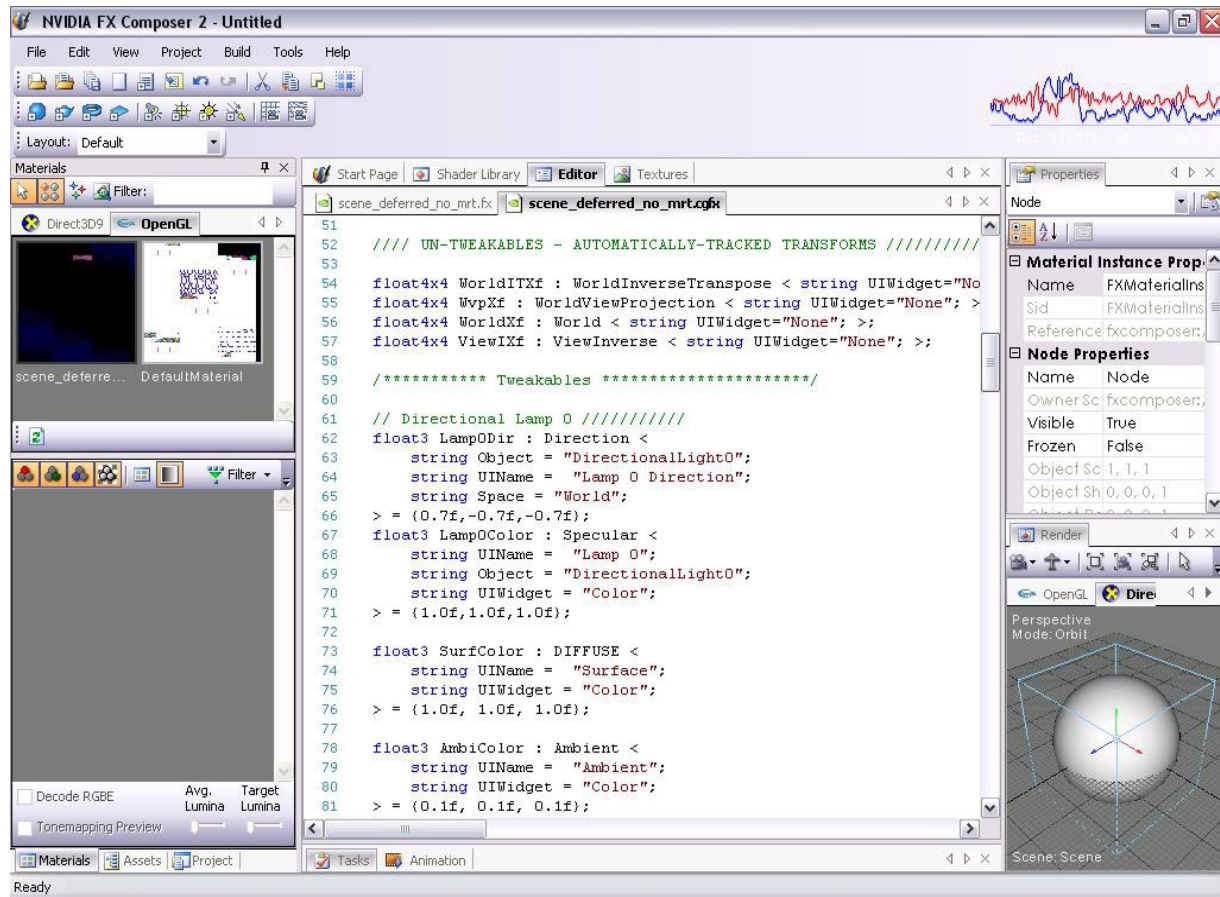 NVIDIA FX Composer 2 - Untitled
File Edit View Project Build Tools Help
Layout: Default
Materials
Filter:
Direct3D9 OpenGL
scene_deferre... DefaultMaterial
Filter
Decode RGBE
Avg. Lumina
Target Lumina
Tonemapping Preview
Materials Assets Project
Ready
Start Page Shader Library Editor Textures
scene_deferred_no_mrt.fx scene_deferred_no_mrt.cgfx
51
52 //// UN-TWEAKABLES - AUTOMATICALLY-TRACKED TRANSFORMS //////////
53
54 float4x4 WorldITXf : WorldInverseTranspose < string UIWidget="No
55 float4x4 WvpXf : WorldViewProjection < string UIWidget="None"; >
56 float4x4 WorldXf : World < string UIWidget="None"; >;
57 float4x4 ViewIXf : ViewInverse < string UIWidget="None"; >;
58
59 /*********** Tweakables **********************/
60
61 // Directional Lamp 0 ///////////
62 float3 Lamp0Dir : Direction <
63 string Object = "DirectionalLight0";
64 string UIName = "Lamp 0 Direction";
65 string Space = "World";
66 > = {0.7f,-0.7f,-0.7f};
67 float3 Lamp0Color : Specular <
68 string UIName = "Lamp 0";
69 string Object = "DirectionalLight0";
70 string UIWidget = "Color";
71 > = {1.0f,1.0f,1.0f};
72
73 float3 SurfColor : DIFFUSE <
74 string UIName = "Surface";
75 string UIWidget = "Color";
76 > = {1.0f, 1.0f, 1.0f};
77
78 float3 AmbiColor : Ambient <
79 string UIName = "Ambient";
80 string UIWidget = "Color";
81 > = {0.1f, 0.1f, 0.1f};
Tasks Animation
Properties
Node
Material Instance Prop
Name FXMaterialIns
Sid FXMaterialIns
Reference fxcomposer:
Node Properties
Name Node
Owner Sc fxcomposer:/
Visible True
Frozen False
Object Sc 1, 1, 1
Object Sh 0, 0, 0, 1
Render
OpenGL Dire
Perspective
Mode: Orbit
Scene: Scene